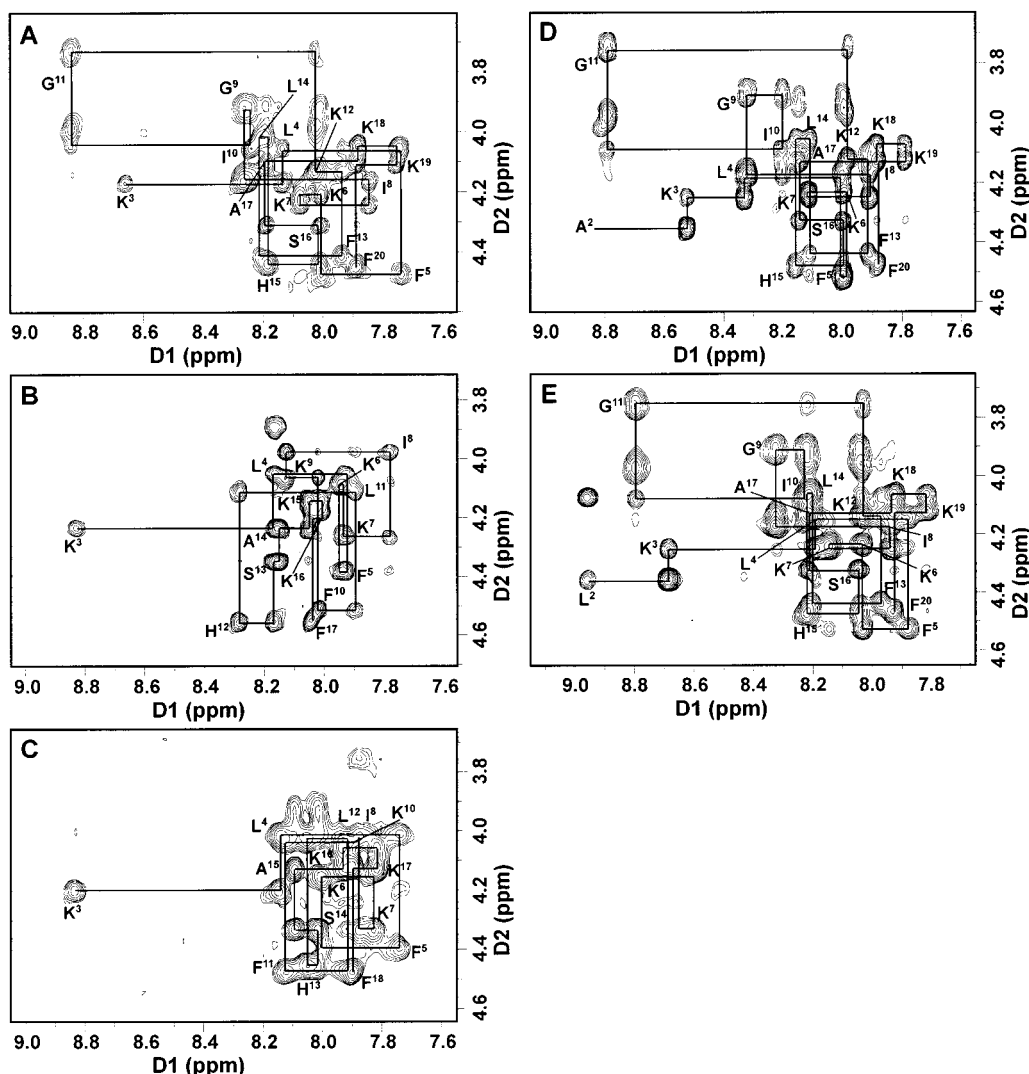 A
G¹¹
G⁹
L¹⁴
K¹²
K¹⁸
I¹⁰
L⁴
K¹⁹
K³
A¹⁷
K⁷
K⁶
I⁸
S¹⁶
F¹³
H¹⁵
F²⁰
F⁵
3.8
4.0
4.2
4.4
4.6
D2 (ppm)
9.0 8.8 8.6 8.4 8.2 8.0 7.8 7.6
D1 (ppm)
D
G¹¹
G⁹
I¹⁰
L¹⁴
K¹²
K¹⁸
A¹⁷
K¹⁹
L⁴
K³
K⁷
I⁸
A²
S¹⁶
K⁶
F¹³
H¹⁵
F⁵
F²⁰
3.8
4.0
4.2
4.4
4.6
D2 (ppm)
9.0 8.8 8.6 8.4 8.2 8.0 7.8 7.6
D1 (ppm)
B
I⁸
L⁴
K⁹
K⁶
K¹⁵
L¹¹
K³
A¹⁴
K⁷
S¹³
K¹⁶
F⁵
F¹⁰
H¹²
F¹⁷
3.8
4.0
4.2
4.4
4.6
D2 (ppm)
9.0 8.8 8.6 8.4 8.2 8.0 7.8 7.6
D1 (ppm)
E
G¹¹
G⁹
I¹⁰
L¹⁴
K¹⁸
A¹⁷
K¹²
K¹⁹
K³
I⁸
L⁴
K⁷
K⁶
L²
S¹⁶
F¹³
F²⁰
H¹⁵
F⁵
3.8
4.0
4.2
4.4
4.6
D2 (ppm)
9.0 8.8 8.6 8.4 8.2 8.0 7.8
D1 (ppm)
C
L⁴
L¹²
I⁸
K¹⁰
A¹⁵
K¹⁶
K¹⁷
K³
K⁶
S¹⁴
K⁷
F¹¹
F⁵
H¹³
F¹⁸
3.8
4.0
4.2
4.4
4.6
D2 (ppm)
9.0 8.8 8.6 8.4 8.2 8.0 7.8 7.6
D1 (ppm)